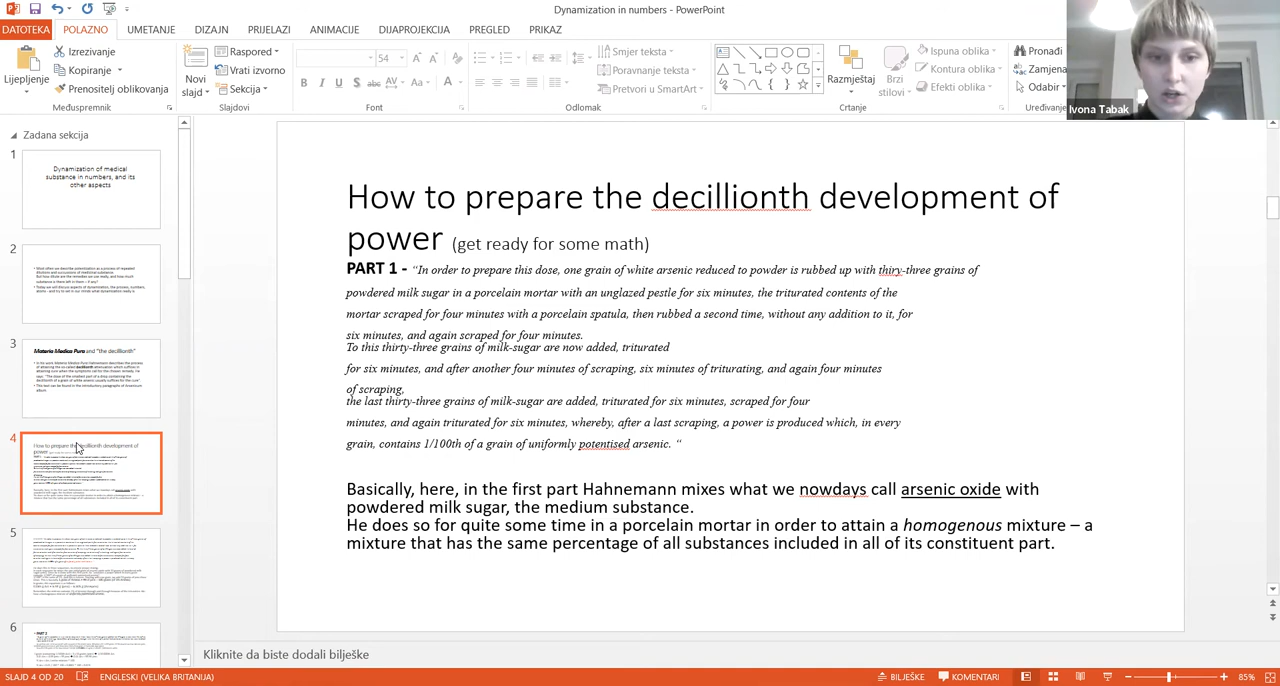 Dynamization in numbers - PowerPoint
DATOTEKA POLAZNO UMETANJE DIZAJN PRIJELAZI ANIMACIJE DIJAPROJEKCIJA PREGLED PRIKAZ
Lijepljenje
Izrezivanje
Kopiranje
Prenositelj oblikovanja
Međuspremnik
Novi slajd
Raspored
Vrati izvorno
Sekcija
Slajdovi
54
Font
Smjer teksta
Poravnanje teksta
Pretvori u SmartArt
Odlomak
Razmještaj
Brzi stilovi
Ispuna oblika
Kontura oblika
Efekti oblika
Crtanje
Pronađi
Zamjena
Odabir
Uređivanje
Ivona Tabak
Zadana sekcija
1
Dynamization of medical
substance in numbers, and its
other aspects
2
3
Materia Medica Pura and "the decillionth"
4
How to prepare the decillionth development of
5
6
How to prepare the decillionth development of
power (get ready for some math)
PART 1 - "In order to prepare this dose, one grain of white arsenic reduced to powder is rubbed up with thiry-three grains of
powdered milk sugar in a porcelain mortar with an unglazed pestle for six minutes, the triturated contents of the
mortar scraped for four minutes with a porcelain spatula, then rubbed a second time, without any addition to it, for
six minutes, and again scraped for four minutes.
To this thirty-three grains of milk-sugar are now added, triturated
for six minutes, and after another four minutes of scraping, six minutes of triturating, and again four minutes
of scraping,
the last thirty-three grains of milk-sugar are added, triturated for six minutes, scraped for four
minutes, and again triturated for six minutes, whereby, after a last scraping, a power is produced which, in every
grain, contains 1/100th of a grain of uniformly potentised arsenic. "
Basically, here, in the first part Hahnemann mixes what we nowdays call arsenic oxide with
powdered milk sugar, the medium substance.
He does so for quite some time in a porcelain mortar in order to attain a homogenous mixture – a
mixture that has the same percentage of all substances in all of its constituent part.
Kliknite da biste dodali bilješke
SLAJD 4 OD 20 ENGLESKI (VELIKA BRITANIJA) BILJEŠKE KOMENTARI 85%